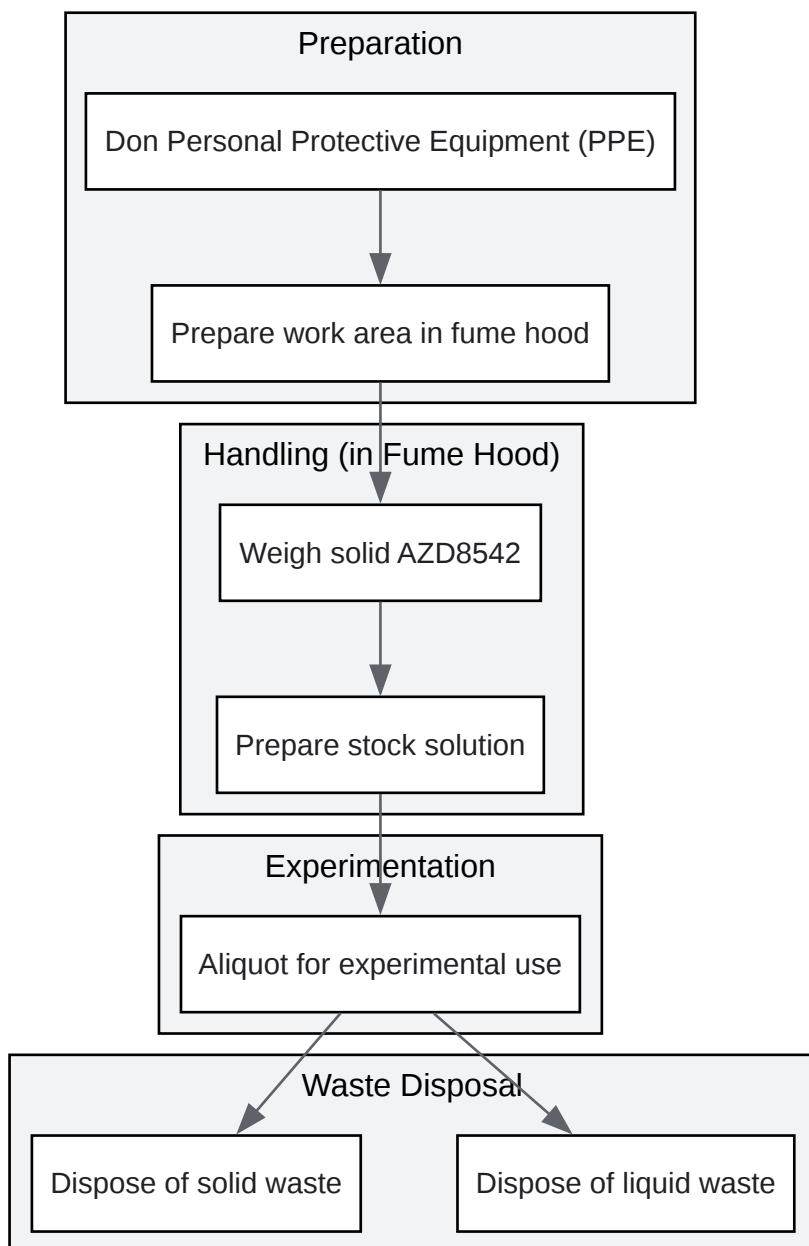 Preparation
Don Personal Protective Equipment (PPE)
Prepare work area in fume hood
Handling (in Fume Hood)
Weigh solid AZD8542
Prepare stock solution
Experimentation
Aliquot for experimental use
Waste Disposal
Dispose of solid waste
Dispose of liquid waste